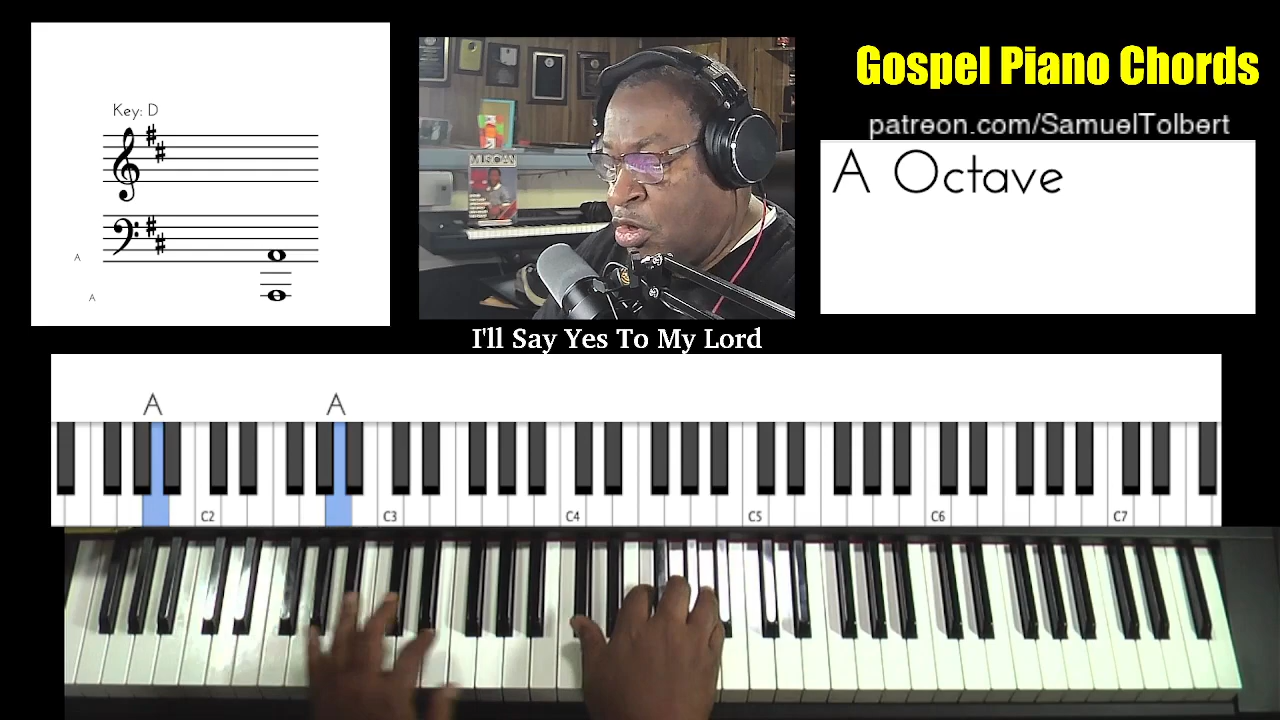 Key: D
A
A
MUSICIAN
Gospel Piano Chords
patreon.com/SamuelTolbert
A Octave
I'll Say Yes To My Lord
A A
C2 C3 C4 C5 C6 C7